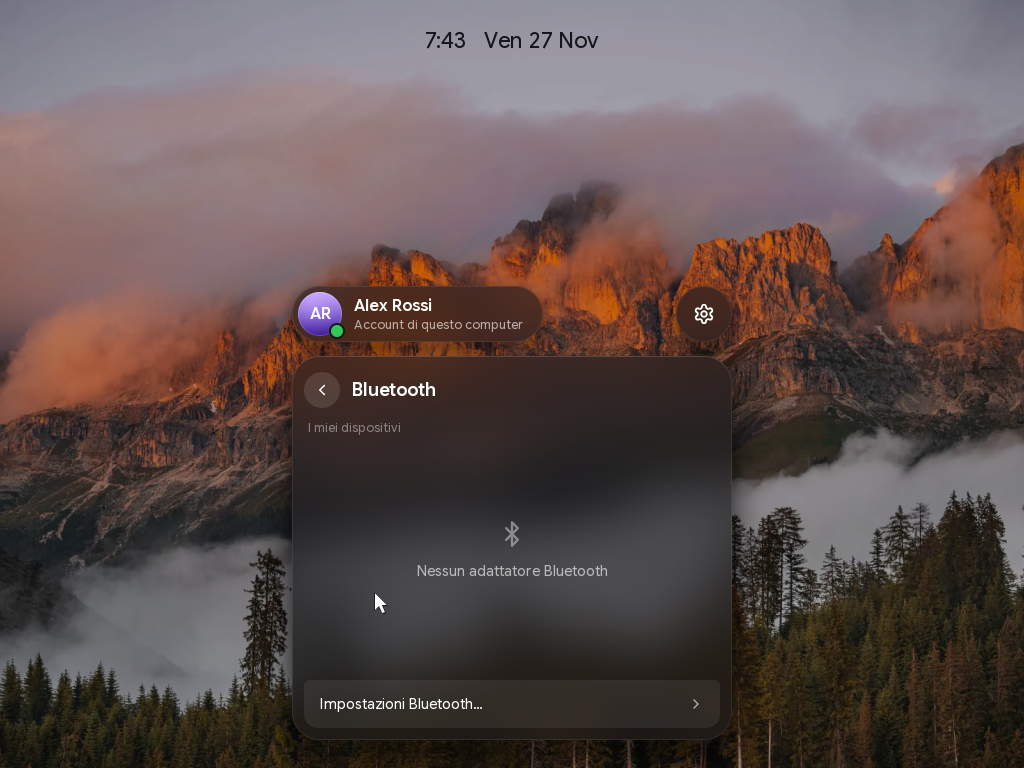 7:43 Ven 27 Nov
AR
Alex Rossi
Account di questo computer
Bluetooth
I miei dispositivi
Nessun adattatore Bluetooth
Impostazioni Bluetooth...